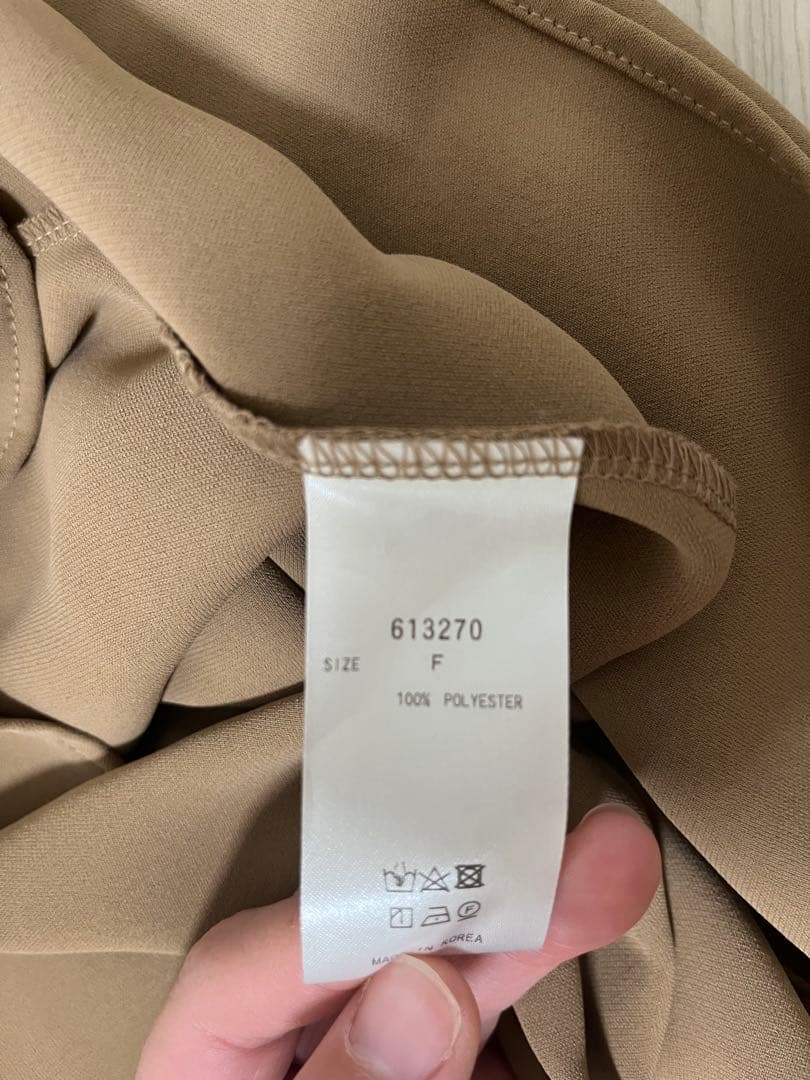 613270
SIZE F
100% POLYESTER
F
KOREA